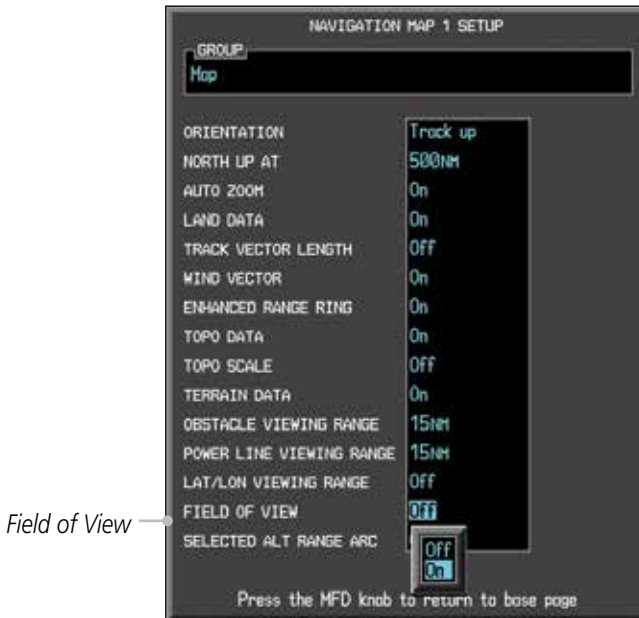 NAVIGATION MAP 1 SETUP
GROUP
Map
ORIENTATION Track up
NORTH UP AT 500NM
AUTO ZOOM On
LAND DATA On
TRACK VECTOR LENGTH Off
WIND VECTOR On
ENHANCED RANGE RING On
TOPO DATA On
TOPO SCALE Off
TERRAIN DATA On
OBSTACLE VIEWING RANGE 15NM
POWER LINE VIEWING RANGE 15NM
LAT/LON VIEWING RANGE Off
Field of View
FIELD OF VIEW Off
SELECTED ALT RANGE ARC
Off
On
Press the MFD knob to return to base page